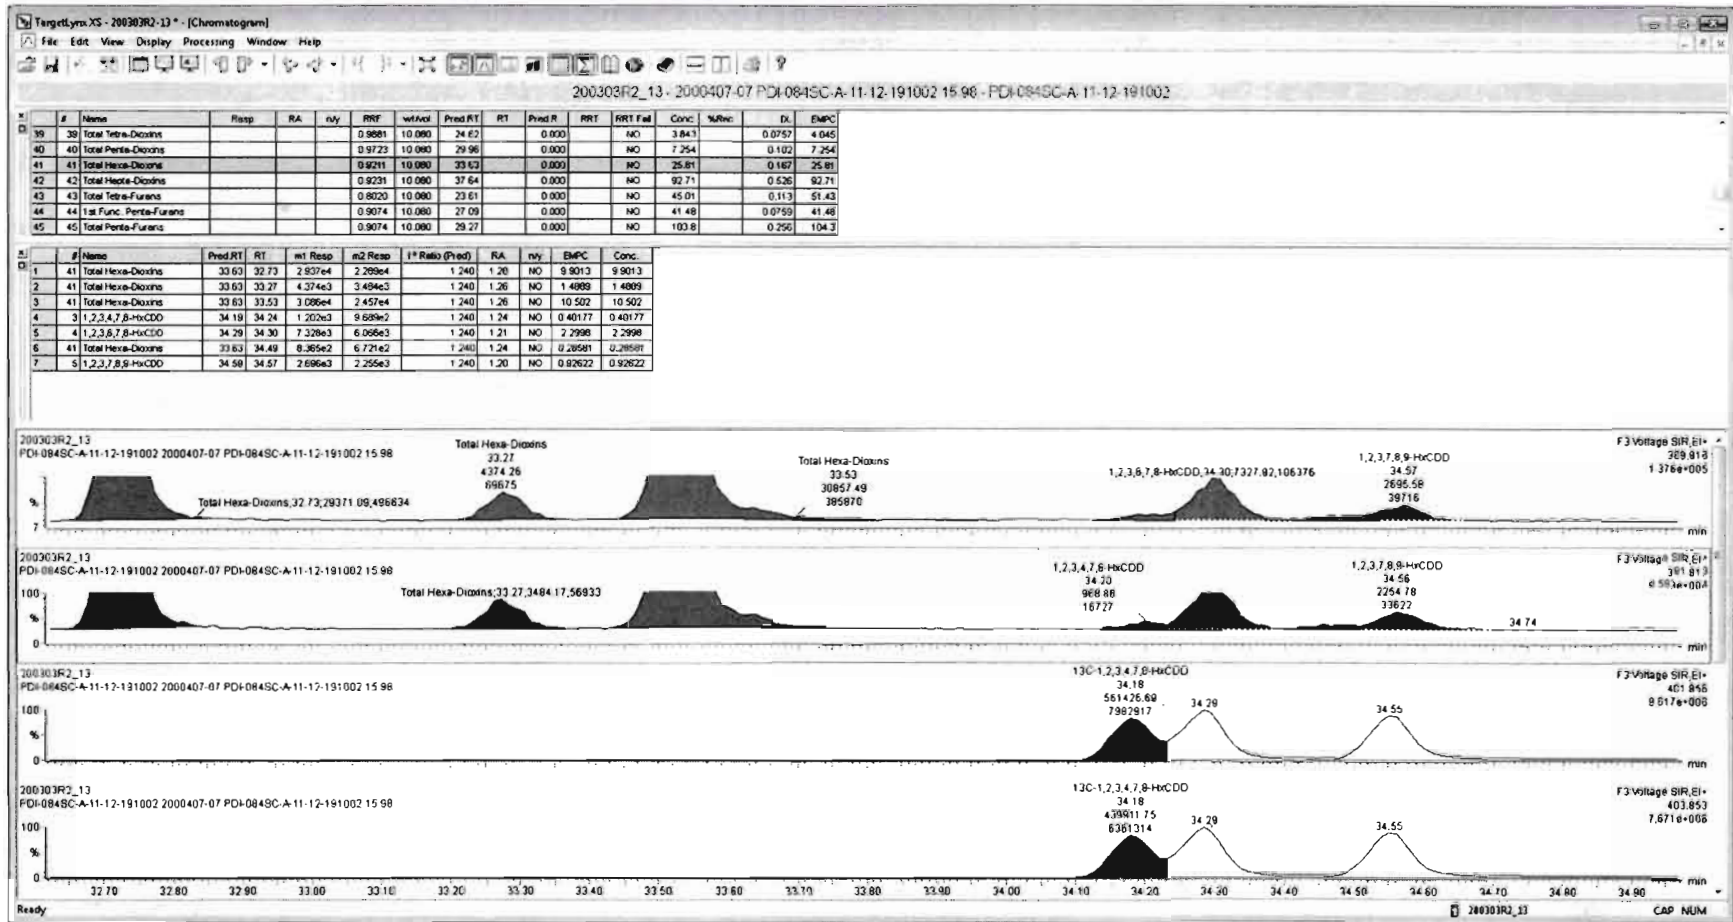 TargetLynx XS - 200303R2-13 * - [Chromatogram]
File Edit View Display Processing Window Help
200303R2_13 - 2000407-07 PDI-084SC-A-11-12-191002 15.98 - PDI-084SC-A-11-12-191002
# Name Resp RA n/y RRF wt/vol Pred.RT RT Pred.R RRT RRT Fail Conc. %Rec DL EMPC
39 39 Total Tetra-Dioxins 0.9881 10.080 24.62 0.000 NO 3.843 0.0757 4.045
40 40 Total Penta-Dioxins 0.9723 10.080 29.96 0.000 NO 7.254 0.102 7.254
41 41 Total Hexa-Dioxins 0.9211 10.080 33.63 0.000 NO 25.81 0.167 25.81
42 42 Total Hepta-Dioxins 0.9231 10.080 37.64 0.000 NO 92.71 0.526 92.71
43 43 Total Tetra-Furans 0.8020 10.080 23.61 0.000 NO 45.01 0.113 51.43
44 44 1st Func. Penta-Furans 0.9074 10.080 27.09 0.000 NO 41.48 0.0759 41.48
45 45 Total Penta-Furans 0.9074 10.080 29.27 0.000 NO 103.8 0.256 104.3
# Name Pred.RT RT m1 Resp m2 Resp 1° Ratio (Pred) RA n/y EMPC Conc.
1 41 Total Hexa-Dioxins 33.63 32.73 2.937e4 2.289e4 1.240 1.28 NO 9.9013 9.9013
2 41 Total Hexa-Dioxins 33.63 33.27 4.374e3 3.484e3 1.240 1.26 NO 1.4889 1.4889
3 41 Total Hexa-Dioxins 33.63 33.53 3.086e4 2.457e4 1.240 1.26 NO 10.502 10.502
4 3 1,2,3,4,7,8-HxCDD 34.19 34.24 1.202e3 9.689e2 1.240 1.24 NO 0.40177 0.40177
5 4 1,2,3,6,7,8-HxCDD 34.29 34.30 7.328e3 6.066e3 1.240 1.21 NO 2.2998 2.2998
6 41 Total Hexa-Dioxins 33.63 34.49 8.365e2 6.721e2 1.240 1.24 NO 0.28581 0.28581
7 5 1,2,3,7,8,9-HxCDD 34.58 34.57 2.696e3 2.255e3 1.240 1.20 NO 0.92622 0.92622
200303R2_13
PDI-084SC-A-11-12-191002 2000407-07 PDI-084SC-A-11-12-191002 15.98
F3:Voltage SIR,EI+
389.816
1.376e+005
Total Hexa-Dioxins;32.73;29371.09;496634
Total Hexa-Dioxins
33.27
4374.26
69675
Total Hexa-Dioxins
33.53
30857.49
385870
1,2,3,6,7,8-HxCDD;34.30;7327.92;106376
1,2,3,7,8,9-HxCDD
34.57
2695.58
39716
%
7
min
200303R2_13
PDI-084SC-A-11-12-191002 2000407-07 PDI-084SC-A-11-12-191002 15.98
F3:Voltage SIR,EI+
391.813
Total Hexa-Dioxins;33.27;3484.17;56933
1,2,3,4,7,8-HxCDD
34.20
968.88
16727
1,2,3,7,8,9-HxCDD
34.56
2254.78
33622
34.74
100
%
0
min
200303R2_13
PDI-084SC-A-11-12-191002 2000407-07 PDI-084SC-A-11-12-191002 15.98
F3:Voltage SIR,EI+
401.856
9.617e+006
13C-1,2,3,4,7,8-HxCDD
34.18
561426.69
7982917
34.29
34.55
100
%
0
min
200303R2_13
PDI-084SC-A-11-12-191002 2000407-07 PDI-084SC-A-11-12-191002 15.98
F3:Voltage SIR,EI+
403.853
7.671e+006
13C-1,2,3,4,7,8-HxCDD
34.18
439911.75
6361314
34.29
34.55
100
%
0
min
32.70 32.80 32.90 33.00 33.10 33.20 33.30 33.40 33.50 33.60 33.70 33.80 33.90 34.00 34.10 34.20 34.30 34.40 34.50 34.60 34.70 34.80 34.90
Ready
200303R2_13 CAP NUM